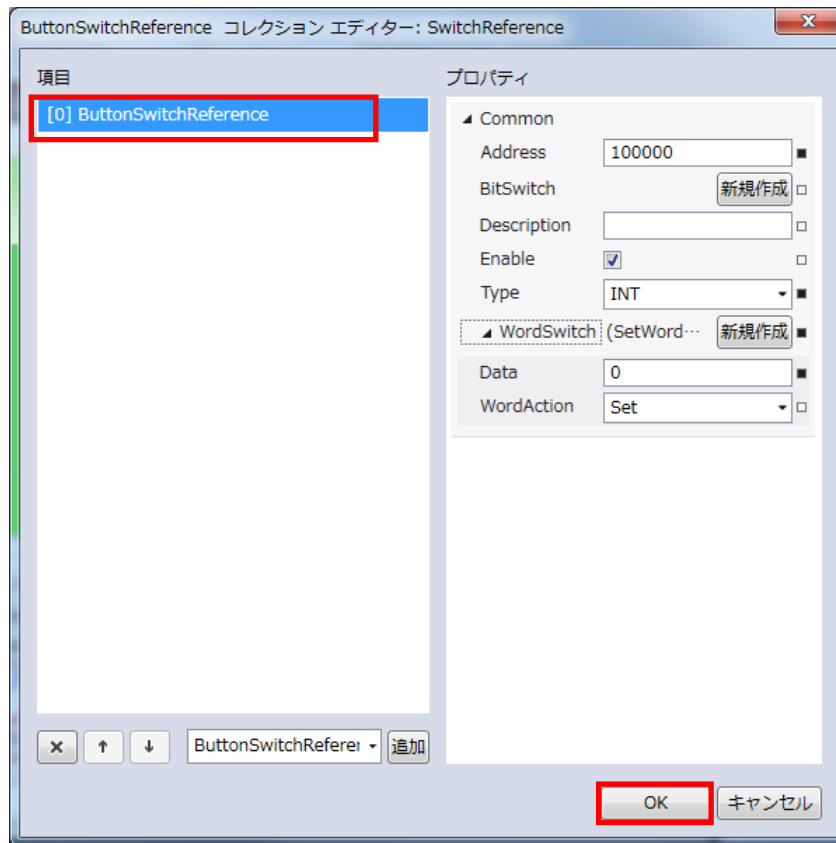 ButtonSwitchReference コレクション エディター: SwitchReference
項目
[0] ButtonSwitchReference
ButtonSwitchReferer
追加
プロパティ
Common
Address 100000
BitSwitch 新規作成
Description
Enable
Type INT
WordSwitch (SetWord… 新規作成
Data 0
WordAction Set
OK キャンセル